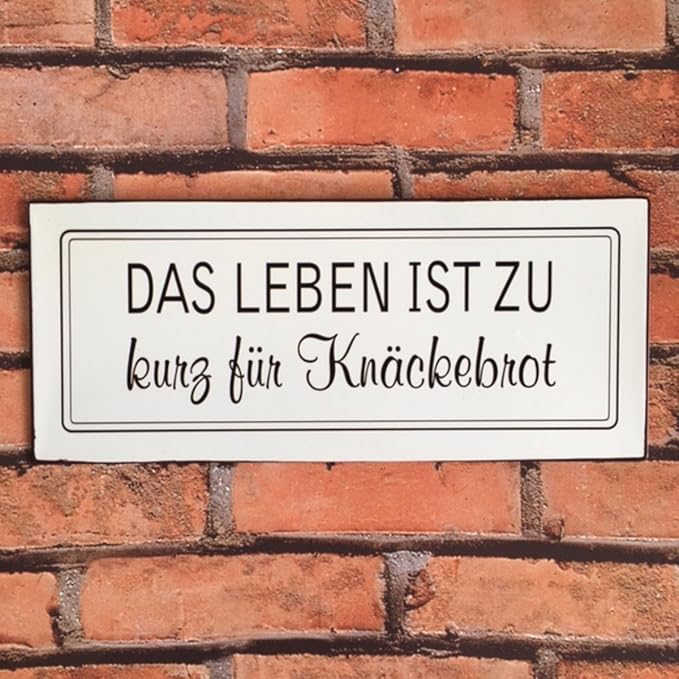 DAS LEBEN IST ZU
kurz für Knäckebrot